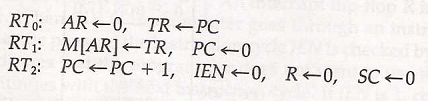 RT₀: AR ← 0, TR ← PC
RT₁: M[AR] ← TR, PC ← 0
RT₂: PC ← PC + 1, IEN ← 0, R ← 0, SC ← 0